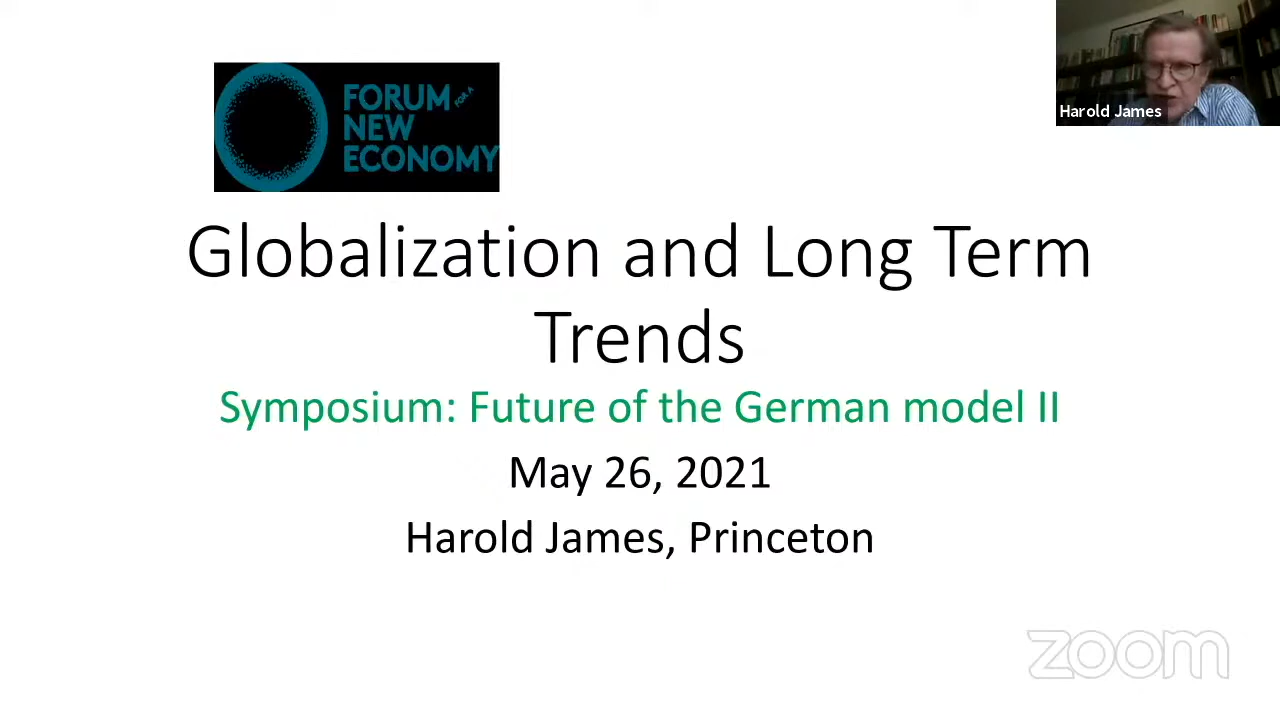 Harold James
FORUM FOR A
NEW
ECONOMY
Globalization and Long Term
Trends
Symposium: Future of the German model II
May 26, 2021
Harold James, Princeton
zoom